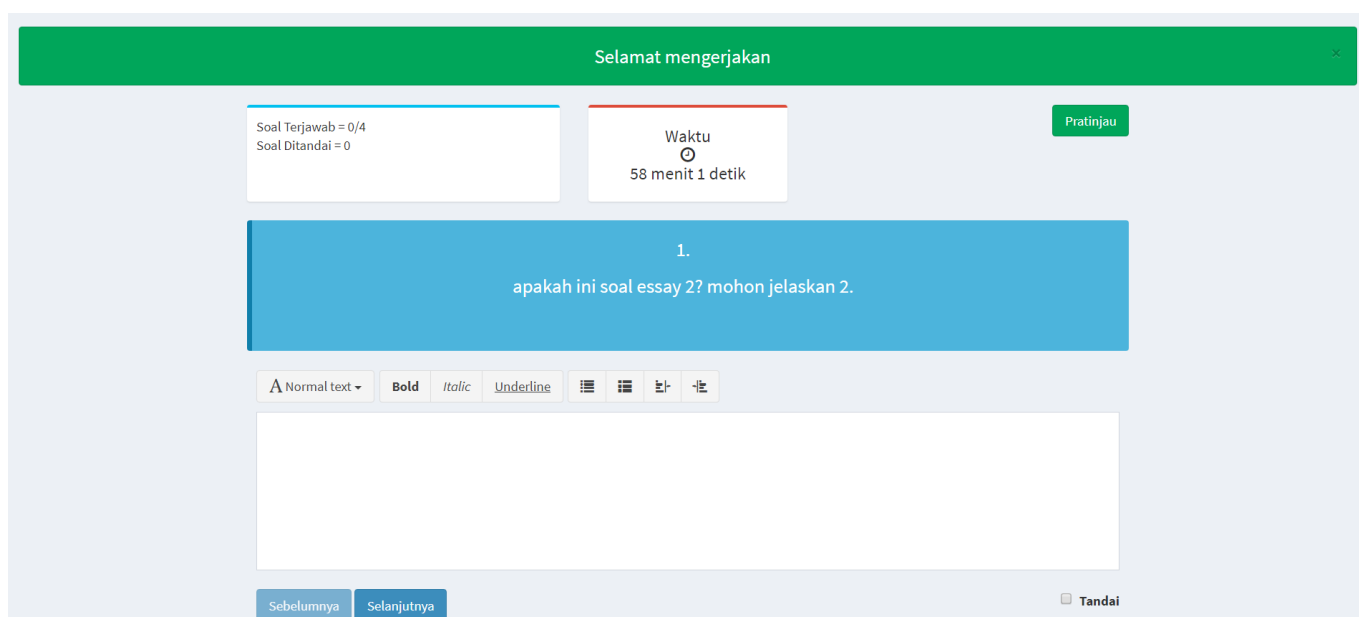 Selamat mengerjakan
×
Soal Terjawab = 0/4
Soal Ditandai = 0
Waktu
58 menit 1 detik
Pratinjau
1.
apakah ini soal essay 2? mohon jelaskan 2.
A Normal text
Bold
Italic
Underline
Sebelumnya
Selanjutnya
Tandai